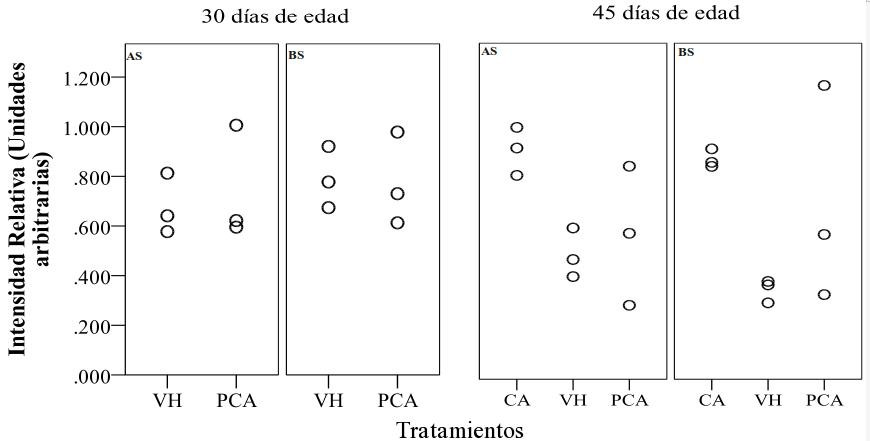 30 días de edad
45 días de edad
AS
BS
AS
BS
Intensidad Relativa (Unidades
arbitrarias)
1.200
1.000
.800
.600
.400
.200
.000
VH PCA
VH PCA
CA VH PCA
CA VH PCA
Tratamientos